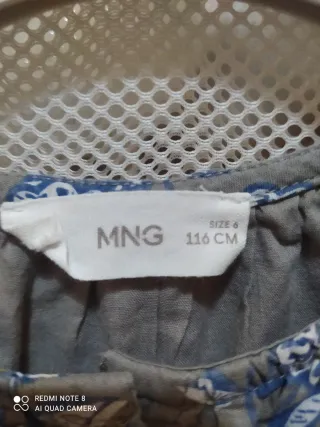 MNG
SIZE 6
116 CM
REDMI NOTE 8
AI QUAD CAMERA